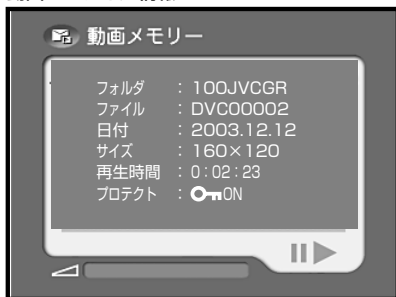 動画メモリー
フォルダ : 100JVCGR
ファイル : DVC00002
日付 : 2003.12.12
サイズ : 160×120
再生時間 : 0:02:23
プロテクト : ON